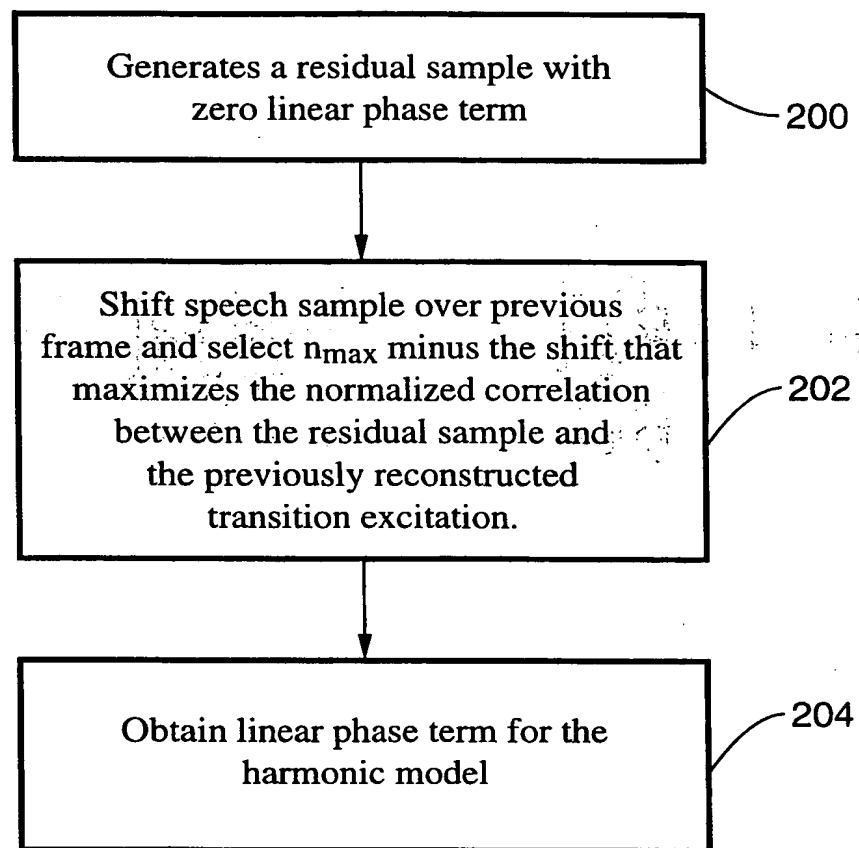 Generates a residual sample with
zero linear phase term
200
Shift speech sample over previous
frame and select nmax minus the shift that
maximizes the normalized correlation
between the residual sample and
the previously reconstructed
transition excitation.
202
Obtain linear phase term for the
harmonic model
204